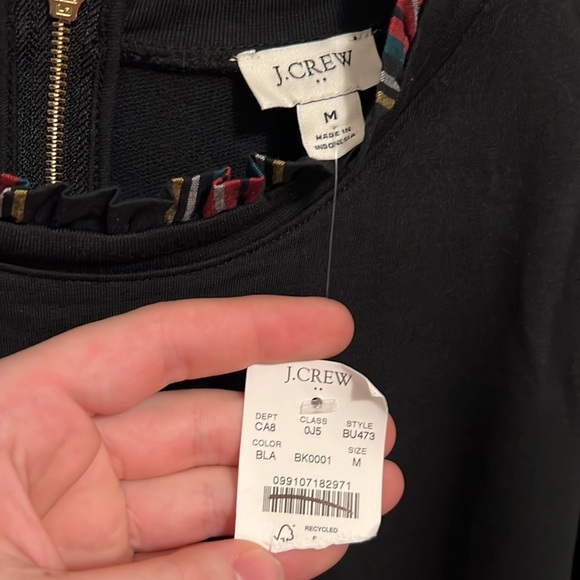 J.CREW
M
MADE IN
INDONESIA
J.CREW
DEPT CLASS STYLE
CA8 0J5 BU473
COLOR SIZE
BLA BK0001 M
099107182971
RECYCLED